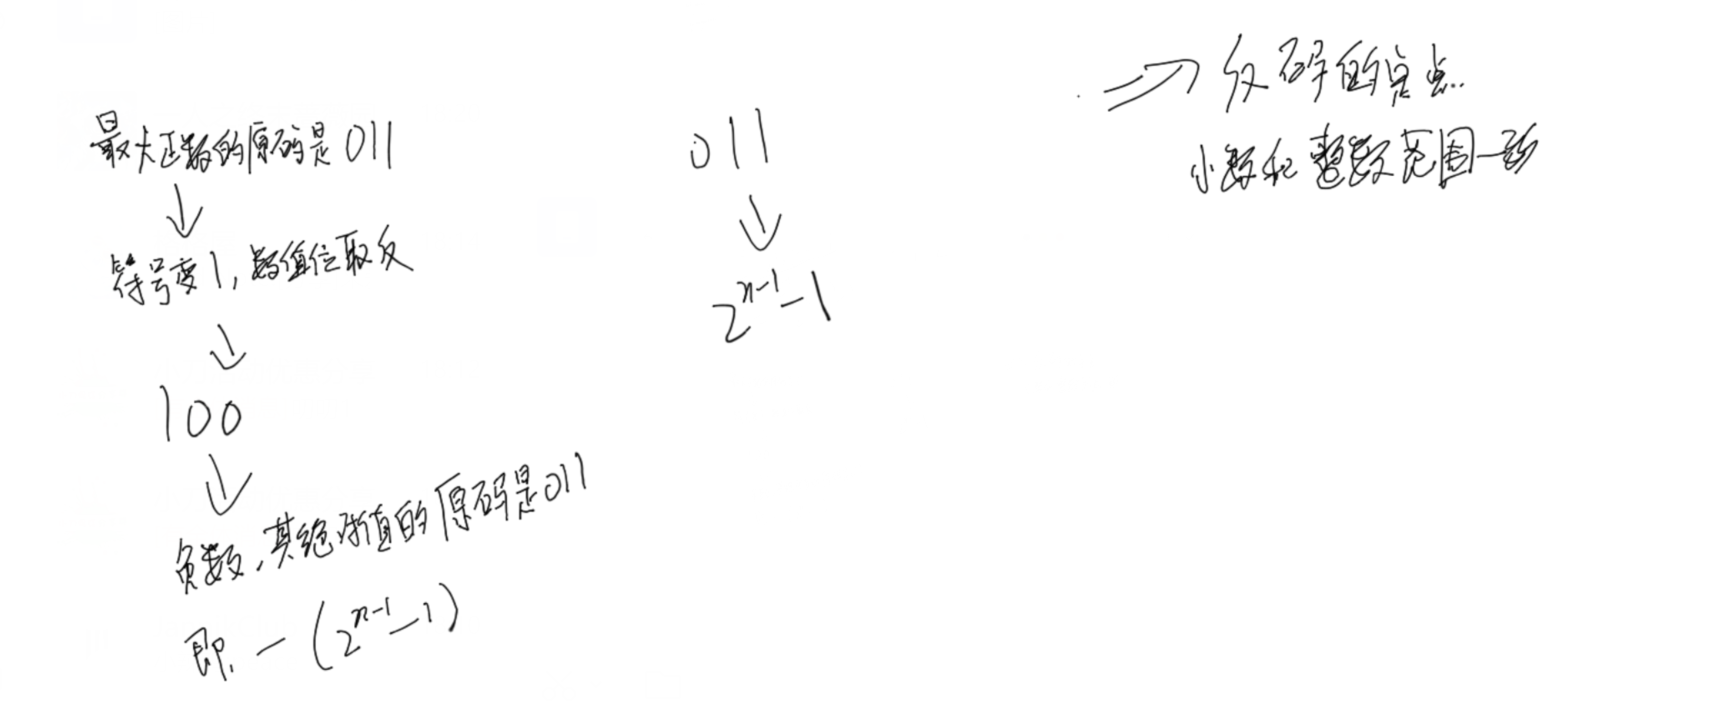 最大正数的原码是011
↓
符号变1,数值位取反
↓
100
↓
负数,其绝对值的原码是011
即 -(2^{n-1}-1)
011
↓
2^{n-1}-1
⇒ 反码的点
小数和整数范围一致